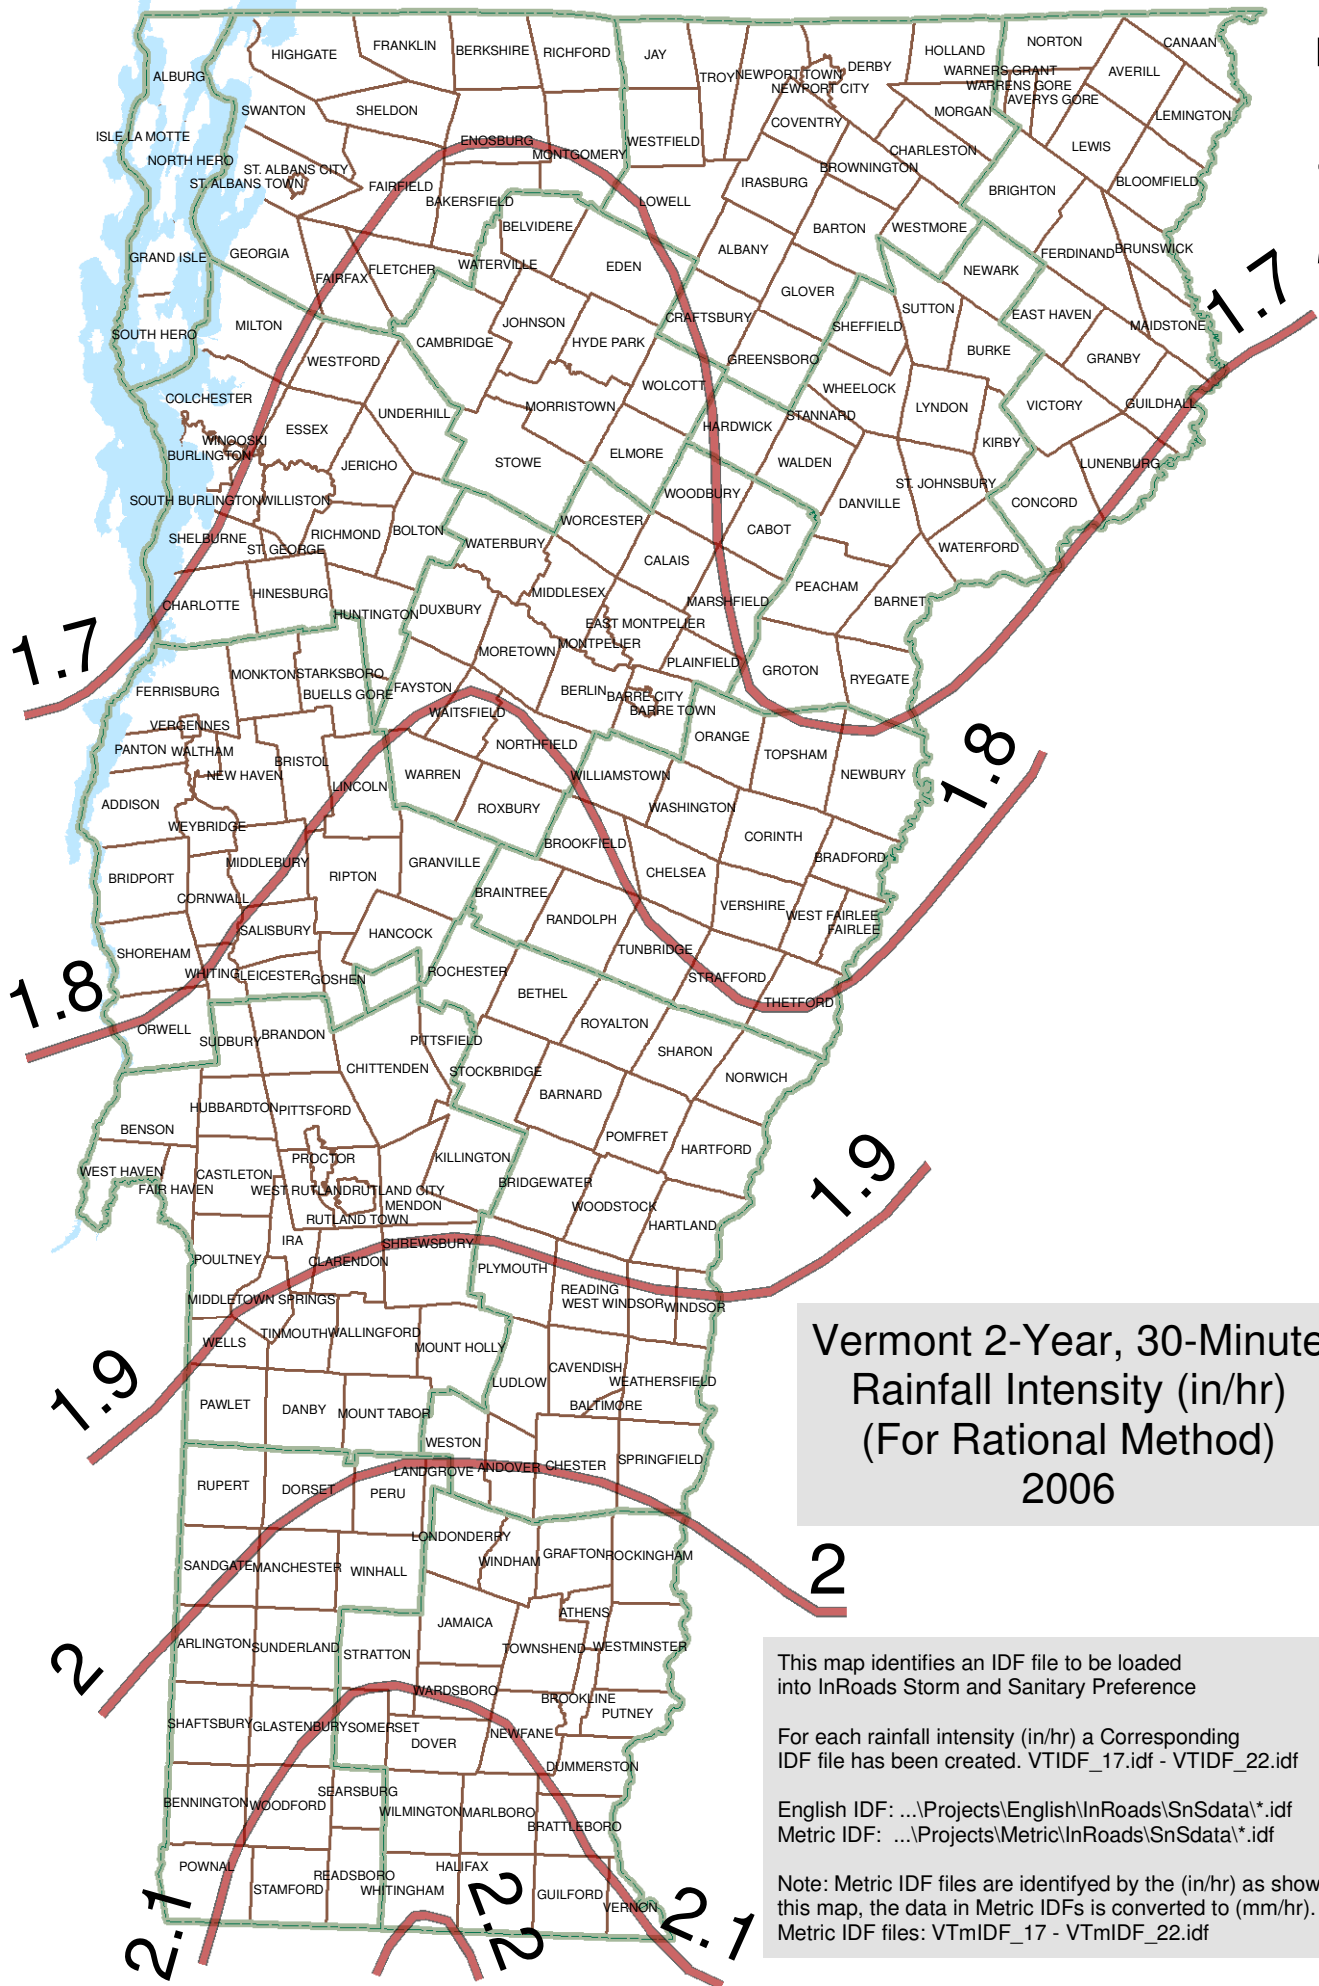 HIGHGATE
FRANKLIN
BERKSHIRE
RICHFORD
JAY
TROY
NEWPORT TOWN
NEWPORT CITY
DERBY
HOLLAND
NORTON
CANAAN
WARNERS GRANT
WARRENS GORE
AVERYS GORE
AVERILL
ALBURG
SWANTON
SHELDON
COVENTRY
MORGAN
LEMINGTON
ISLE LA MOTTE
ENOSBURG
MONTGOMERY
WESTFIELD
CHARLESTON
LEWIS
NORTH HERO
ST. ALBANS CITY
ST. ALBANS TOWN
FAIRFIELD
BAKERSFIELD
LOWELL
IRASBURG
BROWNINGTON
BRIGHTON
BLOOMFIELD
BELVIDERE
BARTON
WESTMORE
GRAND ISLE
GEORGIA
FAIRFAX
FLETCHER
WATERVILLE
EDEN
ALBANY
NEWARK
FERDINAND
BRUNSWICK
GLOVER
1.7
SOUTH HERO
MILTON
JOHNSON
CRAFTSBURY
SHEFFIELD
SUTTON
EAST HAVEN
MAIDSTONE
WESTFORD
CAMBRIDGE
HYDE PARK
GREENSBORO
BURKE
GRANBY
COLCHESTER
UNDERHILL
MORRISTOWN
WOLCOTT
WHEELOCK
STANNARD
LYNDON
VICTORY
GUILDHALL
WINOOSKI
BURLINGTON
ESSEX
HARDWICK
KIRBY
JERICHO
STOWE
ELMORE
WALDEN
LUNENBURG
SOUTH BURLINGTON
WILLISTON
WOODBURY
DANVILLE
ST. JOHNSBURY
CONCORD
SHELBURNE
ST. GEORGE
RICHMOND
BOLTON
WATERBURY
WORCESTER
CABOT
WATERFORD
CALAIS
CHARLOTTE
HINESBURG
HUNTINGTON
DUXBURY
MIDDLESEX
MARSHFIELD
PEACHAM
BARNET
1.7
EAST MONTPELIER
MONTPELIER
MORETOWN
PLAINFIELD
GROTON
RYEGATE
FERRISBURG
MONKTON
STARKSBORO
BUELLS GORE
FAYSTON
WAITSFIELD
BERLIN
BARRE CITY
BARRE TOWN
VERGENNES
PANTON
WALTHAM
NEW HAVEN
BRISTOL
LINCOLN
WARREN
NORTHFIELD
WILLIAMSTOWN
ORANGE
TOPSHAM
NEWBURY
1.8
ADDISON
WEYBRIDGE
ROXBURY
WASHINGTON
CORINTH
BRIDPORT
MIDDLEBURY
RIPTON
GRANVILLE
BROOKFIELD
CHELSEA
BRADFORD
CORNWALL
BRAINTREE
RANDOLPH
VERSHIRE
WEST FAIRLEE
FAIRLEE
SHOREHAM
SALISBURY
HANCOCK
TUNBRIDGE
1.8
WHITING
LEICESTER
GOSHEN
ROCHESTER
BETHEL
STRAFFORD
THETFORD
ORWELL
SUDBURY
BRANDON
PITTSFIELD
ROYALTON
SHARON
CHITTENDEN
STOCKBRIDGE
NORWICH
HUBBARDTON
PITTSFORD
BARNARD
BENSON
POMFRET
HARTFORD
WEST HAVEN
FAIR HAVEN
CASTLETON
PROCTOR
KILLINGTON
BRIDGEWATER
1.9
WEST RUTLAND
RUTLAND CITY
MENDON
RUTLAND TOWN
WOODSTOCK
HARTLAND
POULTNEY
IRA
CLARENDON
SHREWSBURY
PLYMOUTH
READING
WEST WINDSOR
WINDSOR
MIDDLETOWN SPRINGS
WELLS
TINMOUTH
WALLINGFORD
MOUNT HOLLY
LUDLOW
CAVENDISH
WEATHERSFIELD
BALTIMORE
1.9
PAWLET
DANBY
MOUNT TABOR
WESTON
Vermont 2-Year, 30-Minute
Rainfall Intensity (in/hr)
(For Rational Method)
2006
RUPERT
DORSET
PERU
LANDGROVE
ANDOVER
CHESTER
SPRINGFIELD
LONDONDERRY
WINDHAM
GRAFTON
ROCKINGHAM
2
SANDGATE
MANCHESTER
WINHALL
JAMAICA
ATHENS
ARLINGTON
SUNDERLAND
STRATTON
TOWNSHEND
WESTMINSTER
2
WARDSBORO
BROOKLINE
PUTNEY
SHAFTSBURY
GLASTENBURY
SOMERSET
DOVER
NEWFANE
DUMMERSTON
BENNINGTON
WOODFORD
SEARSBURG
WILMINGTON
MARLBORO
BRATTLEBORO
POWNAL
STAMFORD
READSBORO
WHITINGHAM
HALIFAX
GUILFORD
VERNON
2.1
2.2
2.1
This map identifies an IDF file to be loaded
into InRoads Storm and Sanitary Preference
For each rainfall intensity (in/hr) a Corresponding
IDF file has been created. VTIDF_17.idf - VTIDF_22.idf
English IDF: ...\Projects\English\InRoads\SnSdata\*.idf
Metric IDF: ...\Projects\Metric\InRoads\SnSdata\*.idf
Note: Metric IDF files are identifyed by the (in/hr) as show
this map, the data in Metric IDFs is converted to (mm/hr).
Metric IDF files: VTmIDF_17 - VTmIDF_22.idf